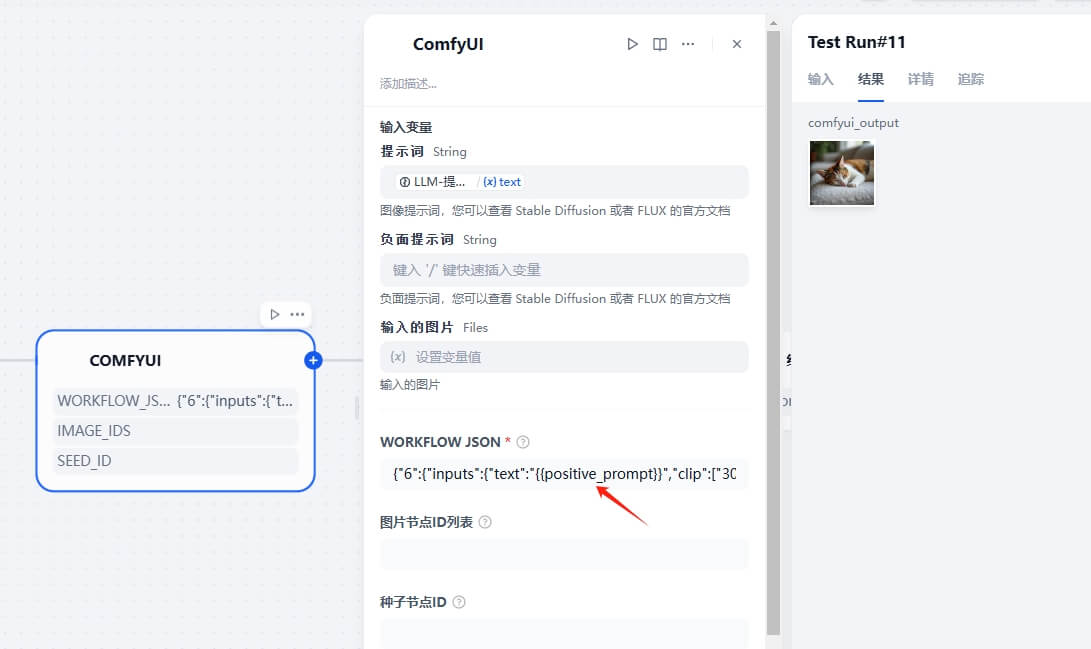 COMFYUI
WORKFLOW_JS... {"6":{"inputs":{"t...
IMAGE_IDS
SEED_ID
ComfyUI
添加描述...
输入变量
提示词 String
LLM-提... / (x) text
图像提示词，您可以查看 Stable Diffusion 或者 FLUX 的官方文档
负面提示词 String
键入 '/' 键快速插入变量
负面提示词，您可以查看 Stable Diffusion 或者 FLUX 的官方文档
输入的图片 Files
(x) 设置变量值
输入的图片
WORKFLOW JSON *
{"6":{"inputs":{"text":"{{positive_prompt}}","clip":["30
图片节点ID列表
种子节点ID
Test Run#11
输入 结果 详情 追踪
comfyui_output